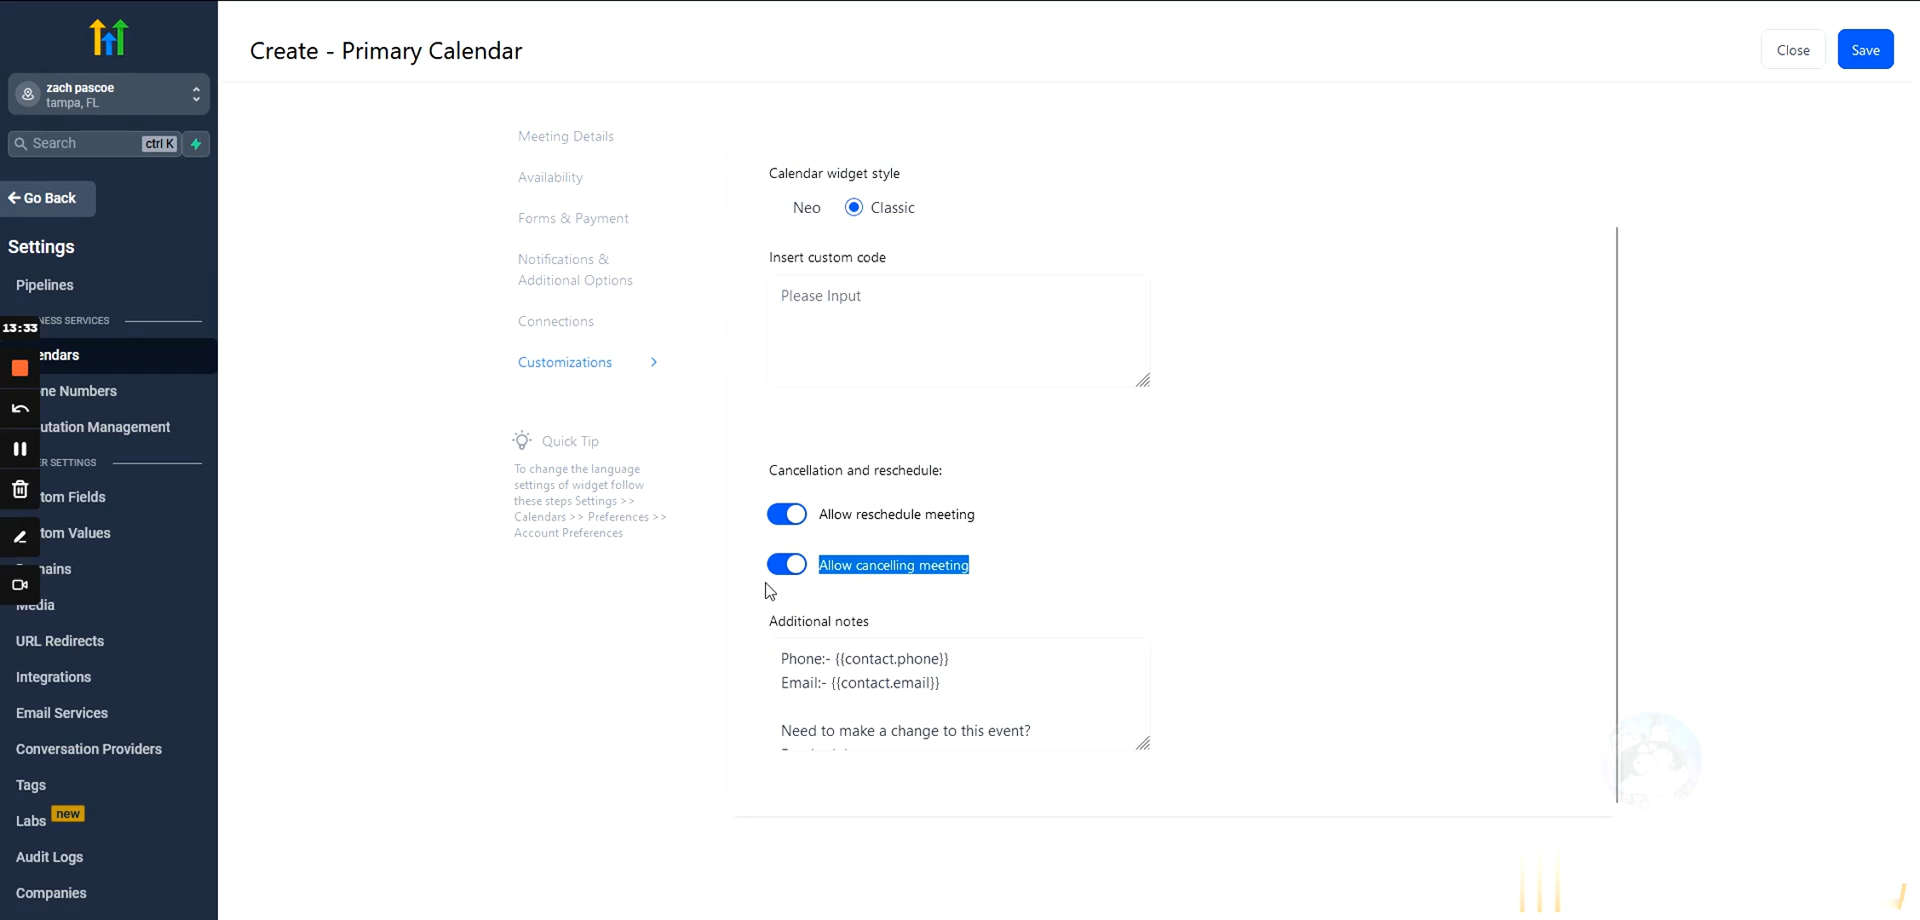 Create - Primary Calendar
Close
Save
zach pascoe
tampa, FL
Search
ctrl K
Go Back
Settings
Pipelines
NESS SERVICES
13:33
endars
ne Numbers
utation Management
R SETTINGS
tom Fields
tom Values
mains
Media
URL Redirects
Integrations
Email Services
Conversation Providers
Tags
Labs new
Audit Logs
Companies
Meeting Details
Availability
Forms & Payment
Notifications &
Additional Options
Connections
Customizations
Quick Tip
To change the language
settings of widget follow
these steps Settings >>
Calendars >> Preferences >>
Account Preferences
Calendar widget style
Neo
Classic
Insert custom code
Please Input
Cancellation and reschedule:
Allow reschedule meeting
Allow cancelling meeting
Additional notes
Phone:- {{contact.phone}}
Email:- {{contact.email}}
Need to make a change to this event?